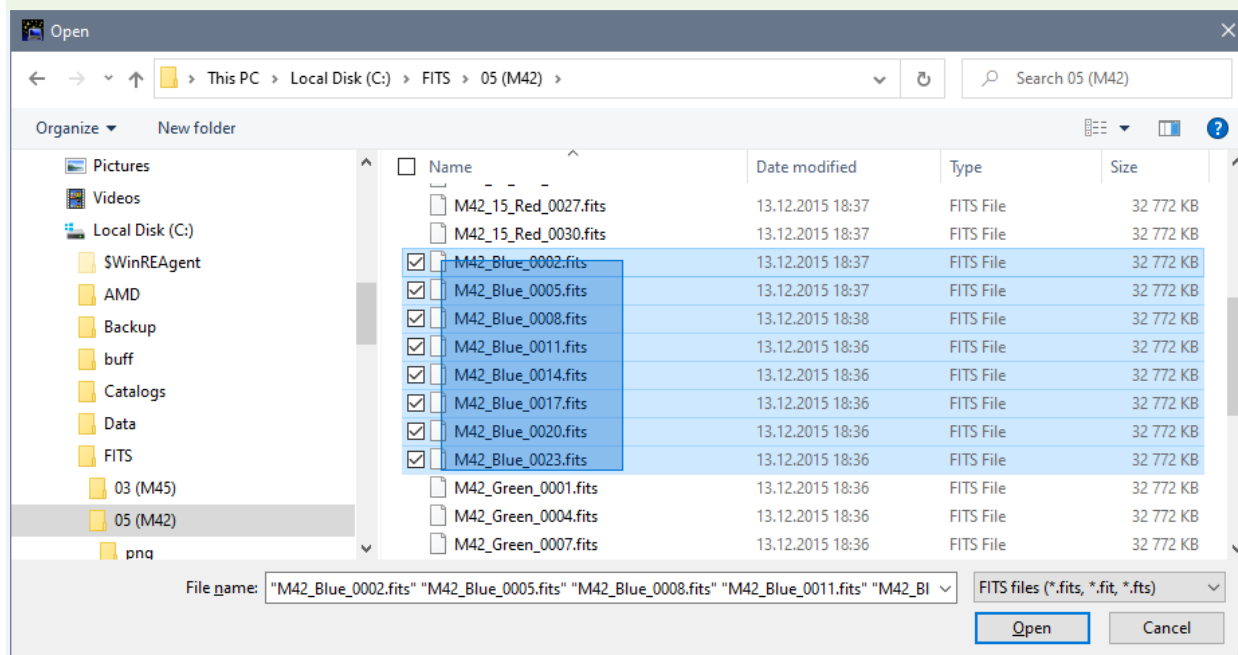 Open
This PC > Local Disk (C:) > FITS > 05 (M42) >
Search 05 (M42)
Organize
New folder
Pictures
Videos
Local Disk (C:)
$WinREAgent
AMD
Backup
buff
Catalogs
Data
FITS
03 (M45)
05 (M42)
png
Name Date modified Type Size
M42_15_Red_0027.fits 13.12.2015 18:37 FITS File 32 772 KB
M42_15_Red_0030.fits 13.12.2015 18:37 FITS File 32 772 KB
M42_Blue_0002.fits 13.12.2015 18:37 FITS File 32 772 KB
M42_Blue_0005.fits 13.12.2015 18:37 FITS File 32 772 KB
M42_Blue_0008.fits 13.12.2015 18:38 FITS File 32 772 KB
M42_Blue_0011.fits 13.12.2015 18:36 FITS File 32 772 KB
M42_Blue_0014.fits 13.12.2015 18:36 FITS File 32 772 KB
M42_Blue_0017.fits 13.12.2015 18:36 FITS File 32 772 KB
M42_Blue_0020.fits 13.12.2015 18:36 FITS File 32 772 KB
M42_Blue_0023.fits 13.12.2015 18:36 FITS File 32 772 KB
M42_Green_0001.fits 13.12.2015 18:36 FITS File 32 772 KB
M42_Green_0004.fits 13.12.2015 18:36 FITS File 32 772 KB
M42_Green_0007.fits 13.12.2015 18:36 FITS File 32 772 KB
File name: "M42_Blue_0002.fits" "M42_Blue_0005.fits" "M42_Blue_0008.fits" "M42_Blue_0011.fits" "M42_Bl
FITS files (*.fits, *.fit, *.fts)
Open
Cancel